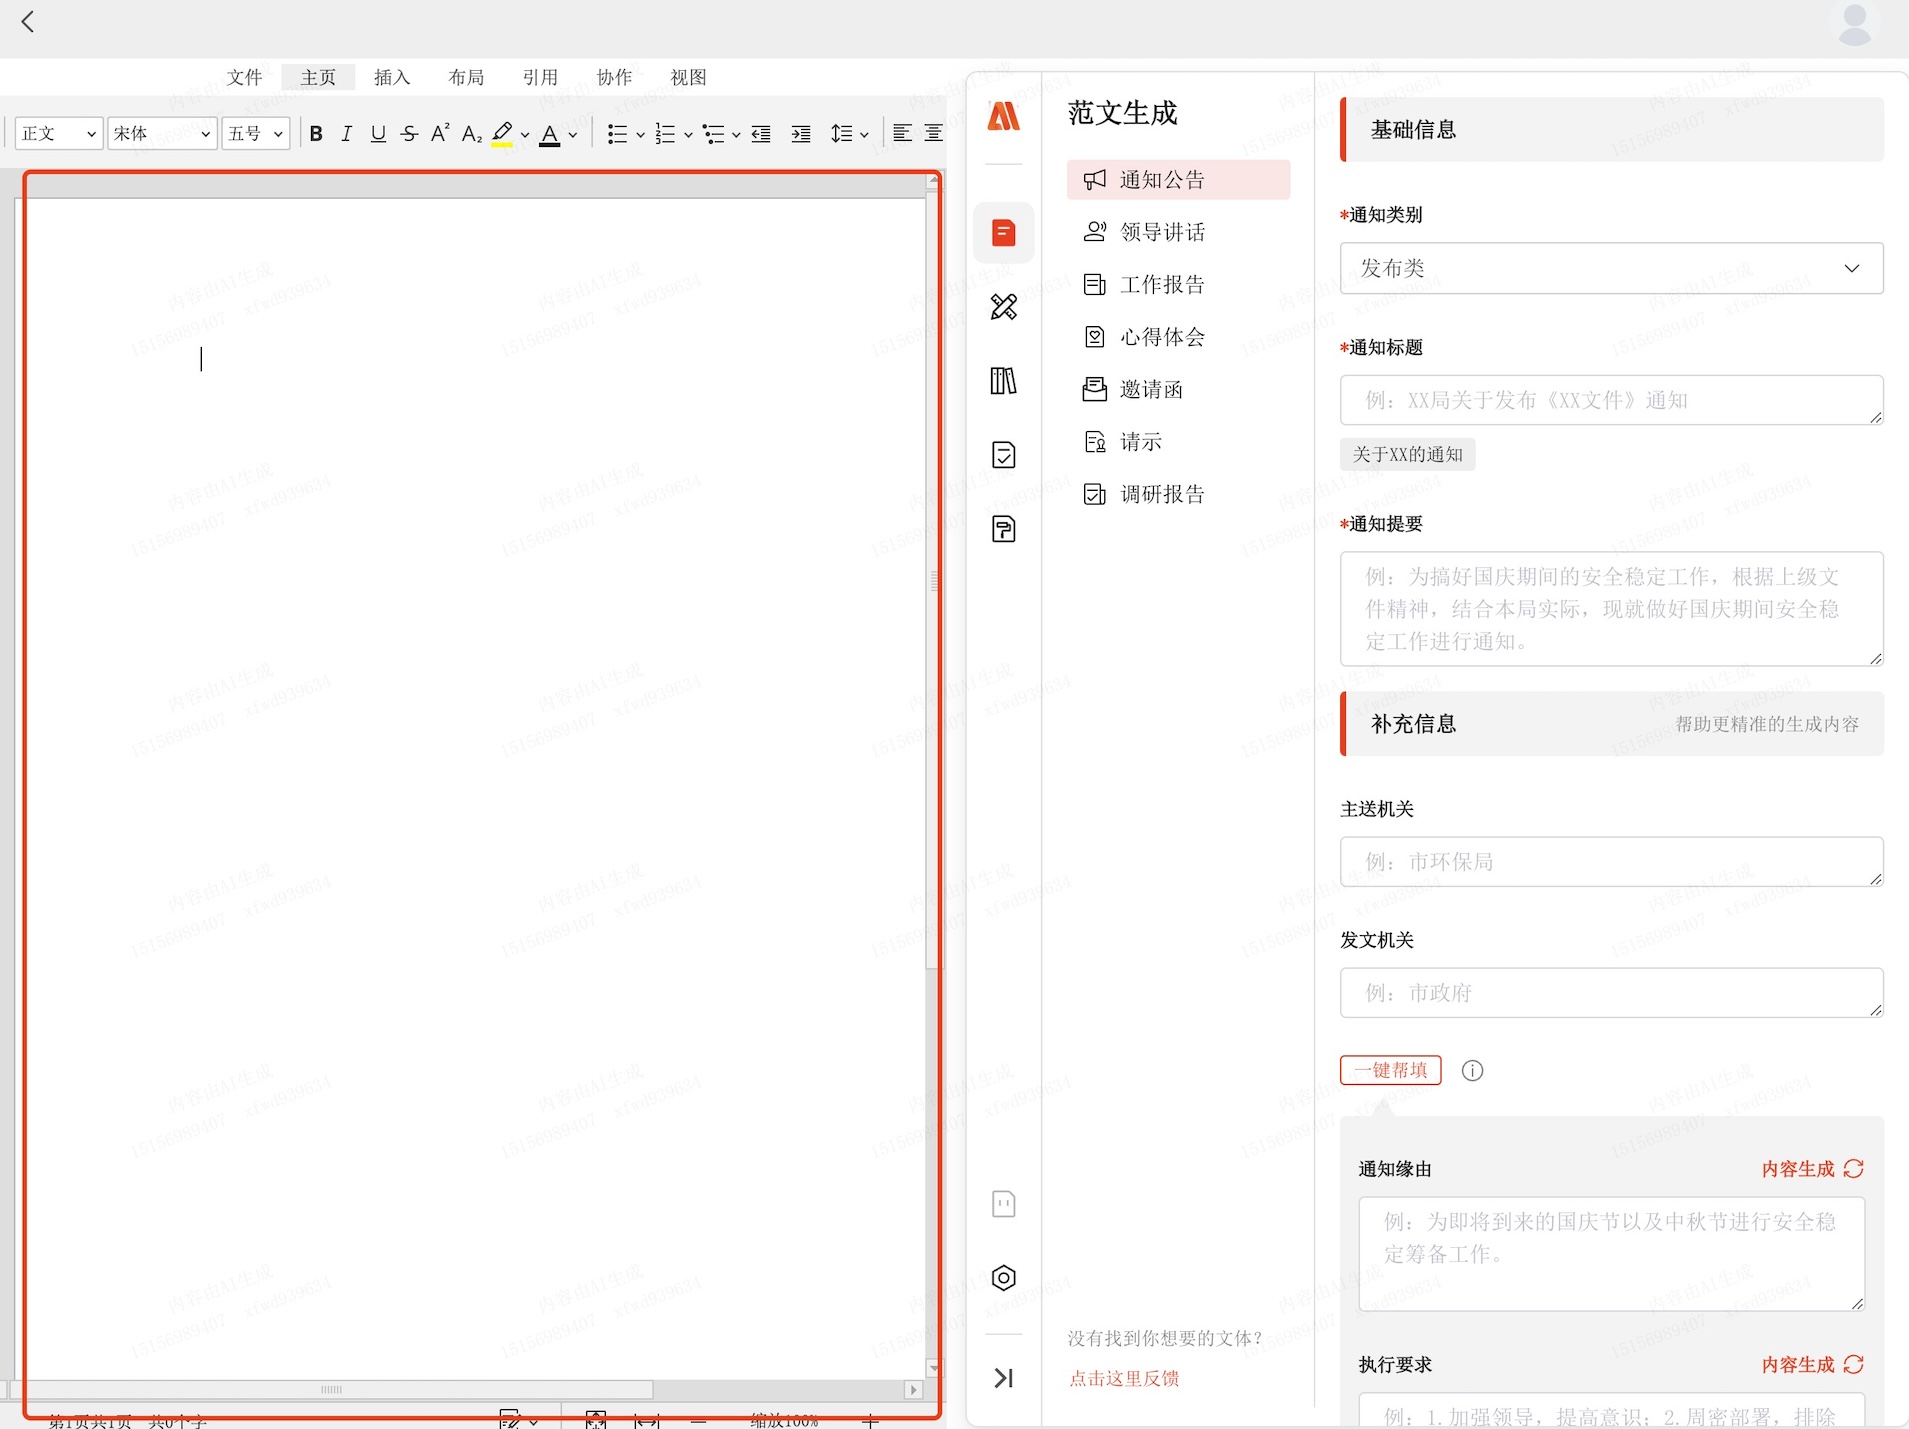 文件 主页 插入 布局 引用 协作 视图
正文 宋体 五号 B I U S A² A₂ A
范文生成
通知公告
领导讲话
工作报告
心得体会
邀请函
请示
调研报告
没有找到你想要的文体？
点击这里反馈
基础信息
*通知类别
发布类
*通知标题
例：XX局关于发布《XX文件》通知
关于XX的通知
*通知提要
例：为搞好国庆期间的安全稳定工作，根据上级文
件精神，结合本局实际，现就做好国庆期间安全稳
定工作进行通知。
补充信息 帮助更精准的生成内容
主送机关
例：市环保局
发文机关
例：市政府
一键帮填
通知缘由 内容生成
例：为即将到来的国庆节以及中秋节进行安全稳
定筹备工作。
执行要求 内容生成
例：1.加强领导，提高意识；2.周密部署，排除
第1页共1页 共0个字 缩放100%
内容由AI生成
15156989407 xfwd939634